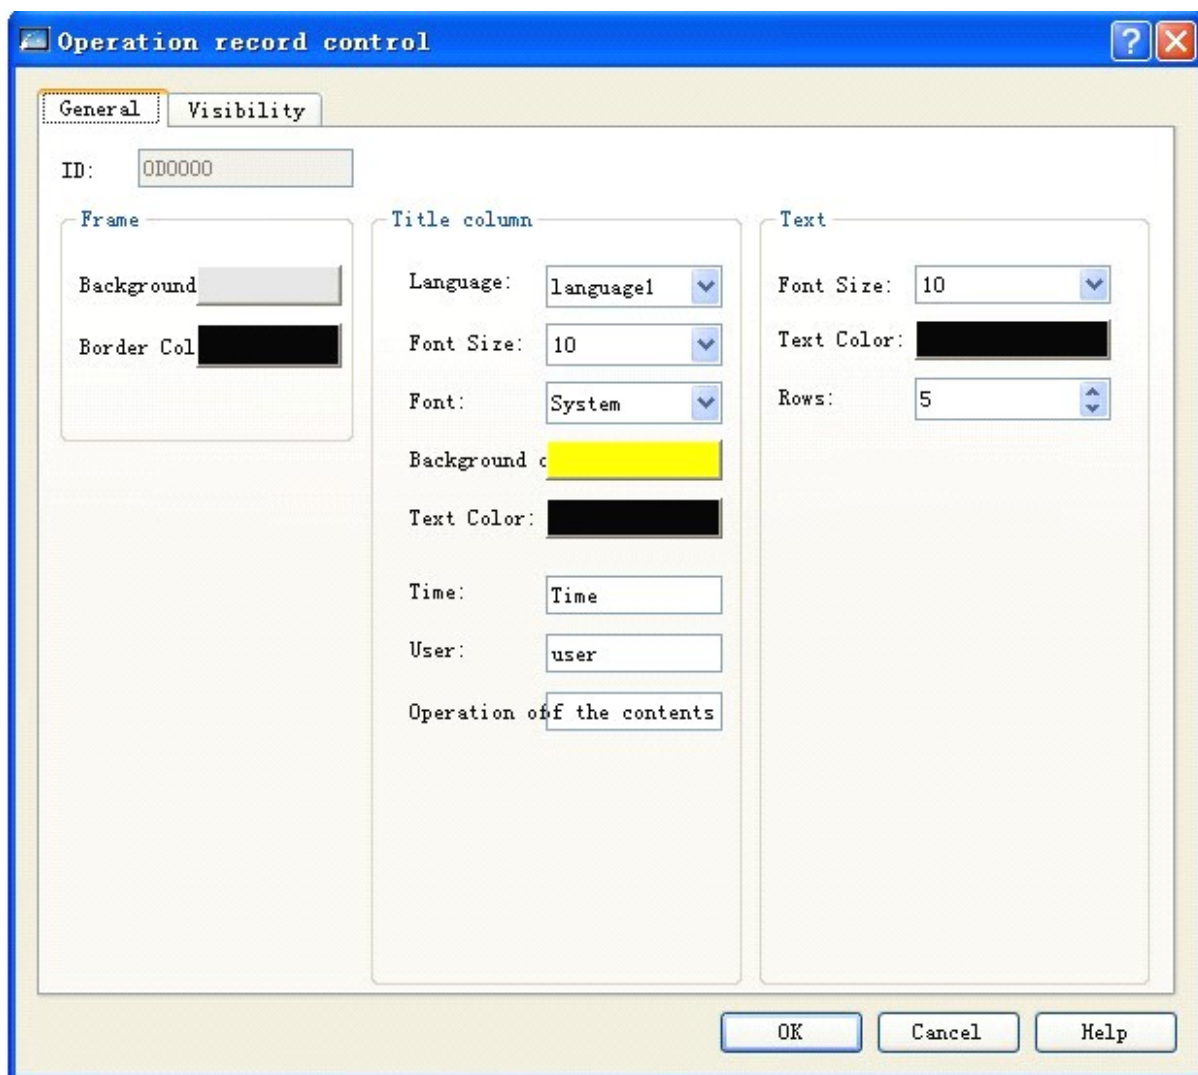 Operation record control
General
Visibility
ID:
OD0000
Frame
Background
Border Col
Title column
Language:
language1
Font Size:
10
Font:
System
Background c
Text Color:
Time:
Time
User:
user
Operation of
f the contents
Text
Font Size:
10
Text Color:
Rows:
5
OK
Cancel
Help